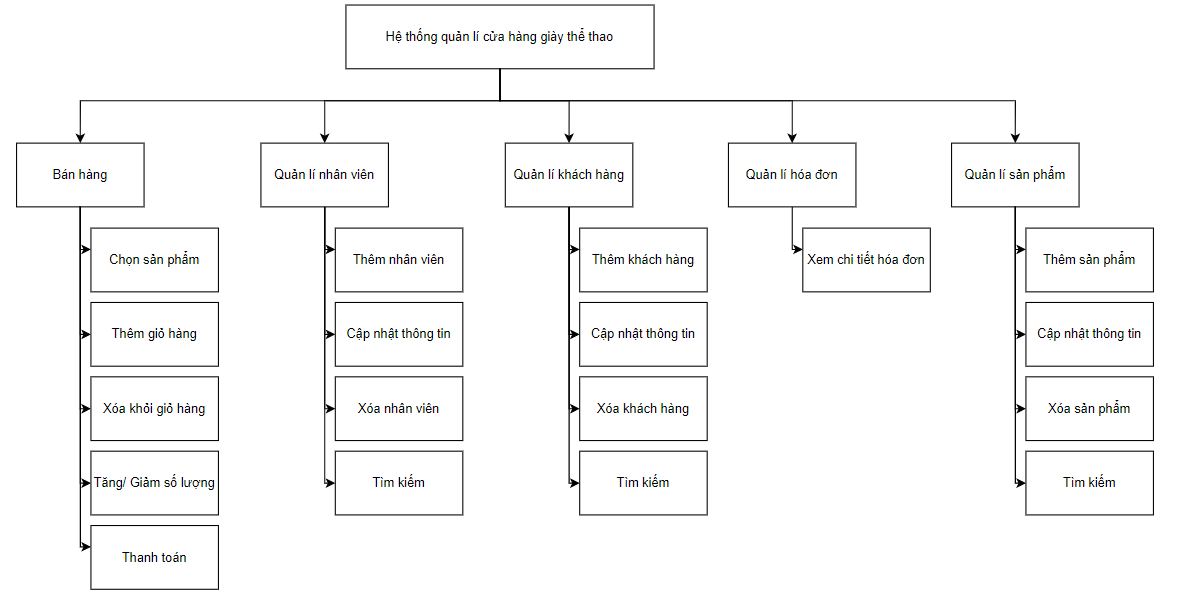 Hệ thống quản lí cửa hàng giày thể thao
Bán hàng
Quản lí nhân viên
Quản lí khách hàng
Quản lí hóa đơn
Quản lí sản phẩm
Chọn sản phẩm
Thêm nhân viên
Thêm khách hàng
Xem chi tiết hóa đơn
Thêm sản phẩm
Thêm giỏ hàng
Cập nhật thông tin
Cập nhật thông tin
Cập nhật thông tin
Xóa khỏi giỏ hàng
Xóa nhân viên
Xóa khách hàng
Xóa sản phẩm
Tăng/ Giảm số lượng
Tìm kiếm
Tìm kiếm
Tìm kiếm
Thanh toán